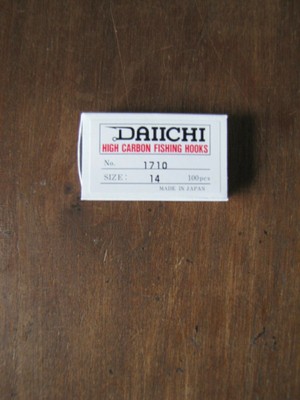 DAIICHI
HIGH CARBON FISHING HOOKS
No. 1710
SIZE: 14 100pcs
MADE IN JAPAN